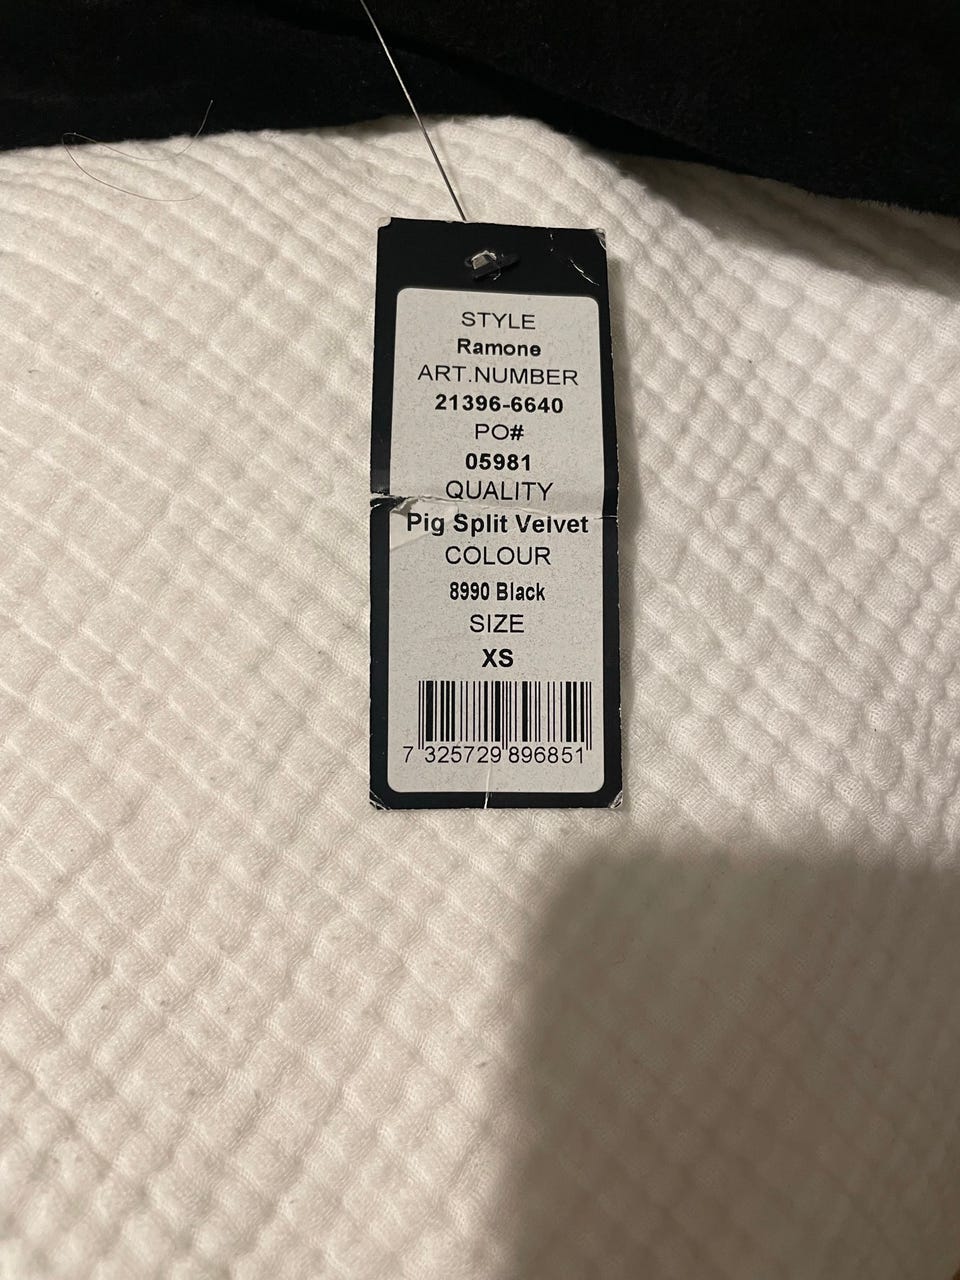 STYLE
Ramone
ART.NUMBER
21396-6640
PO#
05981
QUALITY
Pig Split Velvet
COLOUR
8990 Black
SIZE
XS
7 325729 896851